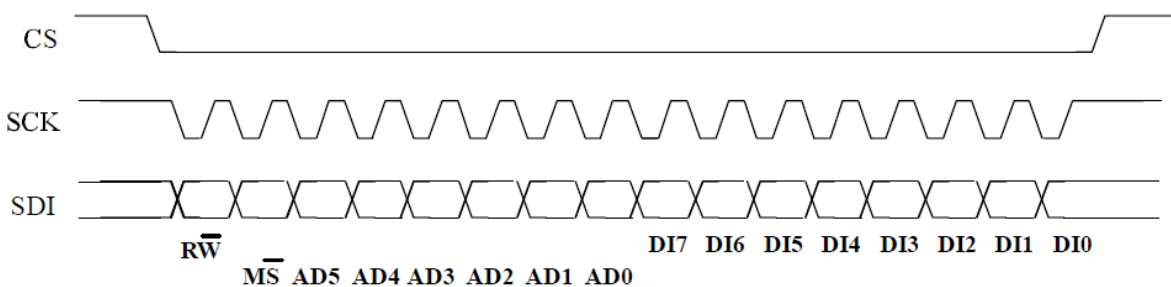 CS
SCK
SDI
RW̅ DI7 DI6 DI5 DI4 DI3 DI2 DI1 DI0
MS̅ AD5 AD4 AD3 AD2 AD1 AD0